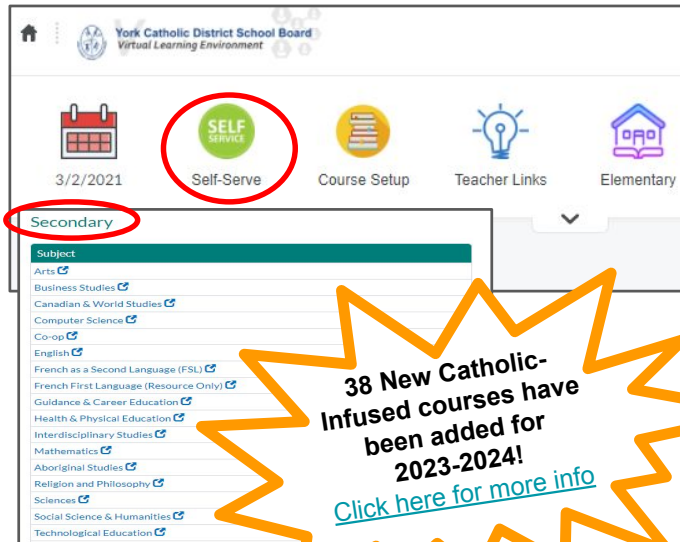 York Catholic District School Board
Virtual Learning Environment
SELF
SERVICE
3/2/2021
Self-Serve
Course Setup
Teacher Links
Elementary
Secondary
Subject
Arts
Business Studies
Canadian & World Studies
Computer Science
Co-op
English
French as a Second Language (FSL)
French First Language (Resource Only)
Guidance & Career Education
Health & Physical Education
Interdisciplinary Studies
Mathematics
Aboriginal Studies
Religion and Philosophy
Sciences
Social Science & Humanities
Technological Education
38 New Catholic-
Infused courses have
been added for
2023-2024!
Click here for more info